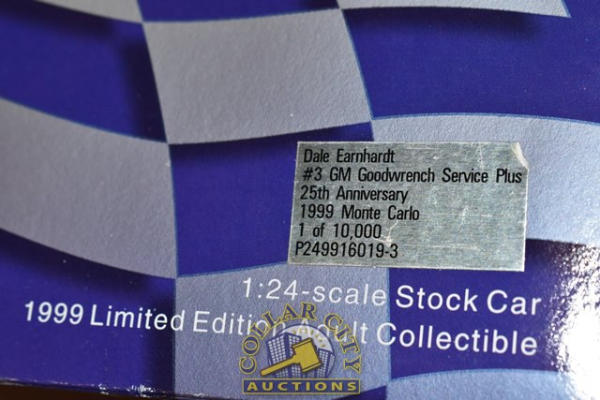 Dale Earnhardt
#3 GM Goodwrench Service Plus
25th Anniversary
1999 Monte Carlo
1 of 10,000
P249916019-3
1:24-scale Stock Car
1999 Limited Edition Adult Collectible
COLLAR CITY
AUCTIONS